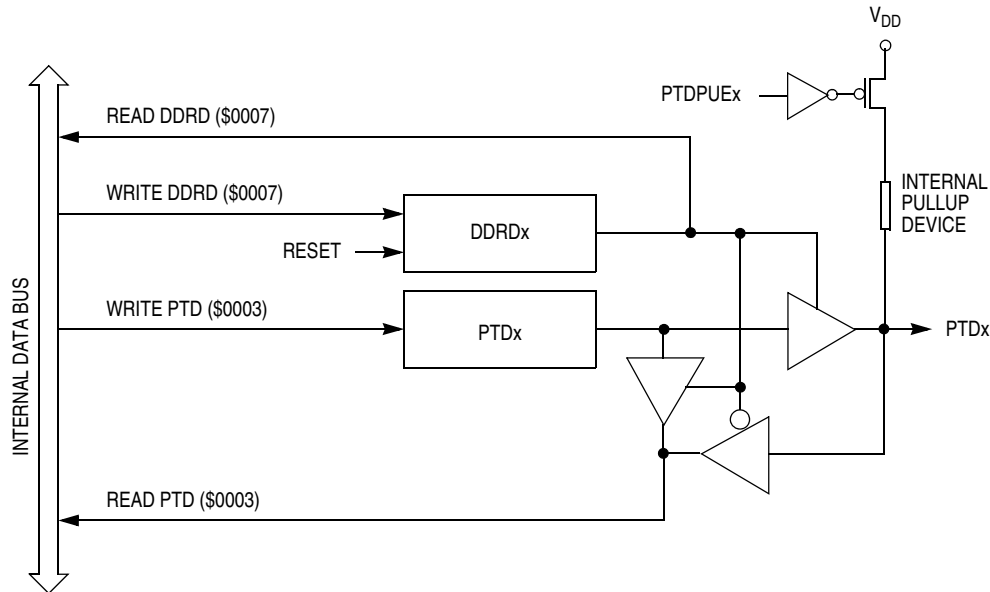 VDD
PTDPUEx
READ DDRD ($0007)
WRITE DDRD ($0007)
INTERNAL
PULLUP
DEVICE
DDRDx
RESET
WRITE PTD ($0003)
PTDx
PTDx
INTERNAL DATA BUS
READ PTD ($0003)